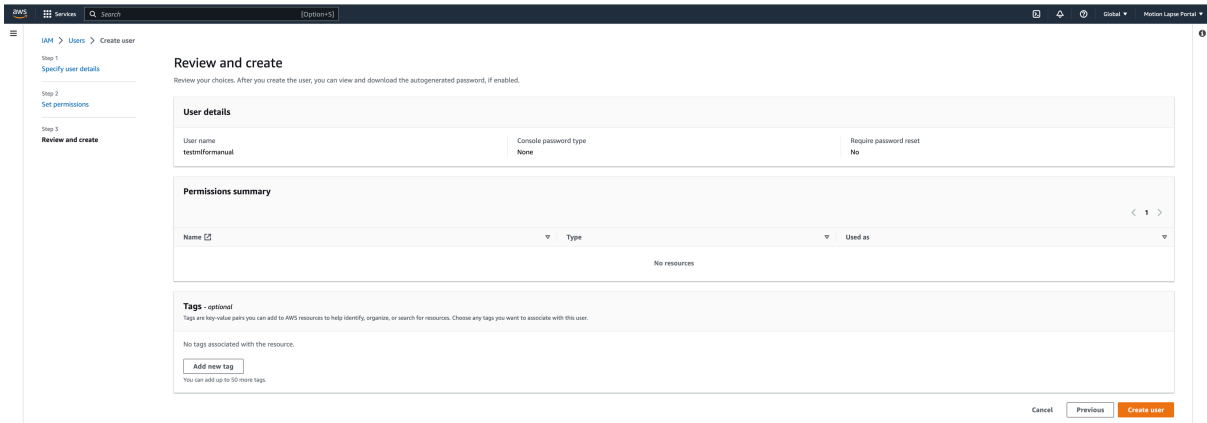 aws
Services
Search
[Option+S]
Global
Motion Lapse Portal
IAM > Users > Create user
Step 1
Specify user details
Step 2
Set permissions
Step 3
Review and create
Review and create
Review your choices. After you create the user, you can view and download the autogenerated password, if enabled.
User details
User name
testmlformanual
Console password type
None
Require password reset
No
Permissions summary
< 1 >
Name
Type
Used as
No resources
Tags - optional
Tags are key-value pairs you can add to AWS resources to help identify, organize, or search for resources. Choose any tags you want to associate with this user.
No tags associated with the resource.
Add new tag
You can add up to 50 more tags.
Cancel
Previous
Create user